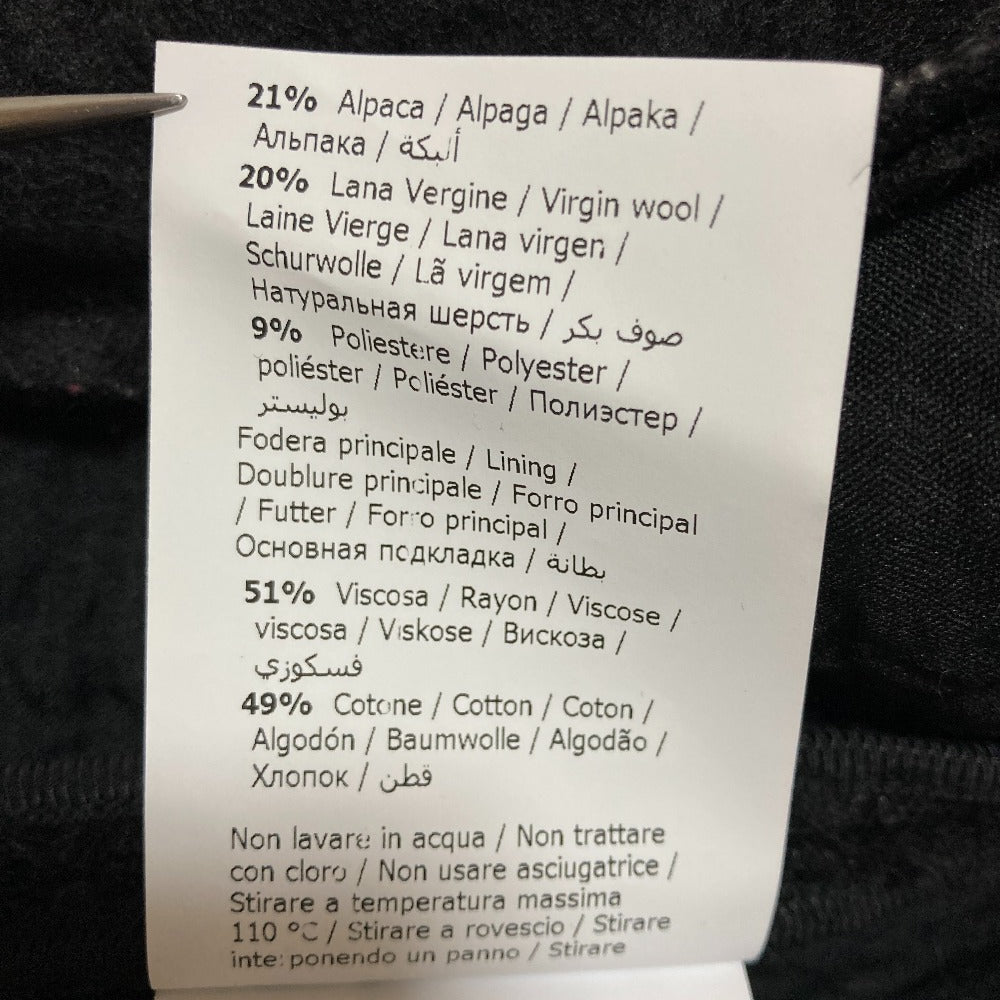 21% Alpaca / Alpaga / Alpaka /
Альпака / ألبكة
20% Lana Vergine / Virgin wool /
Laine Vierge / Lana virgen /
Schurwolle / Lã virgem /
Натуральная шерсть / صوف بكر
9% Poliestere / Polyester /
poliéster / Poliéster / Полиэстер /
بوليستر
Fodera principale / Lining /
Doublure principale / Forro principal
/ Futter / Forro principal /
Основная подкладка / بطانة
51% Viscosa / Rayon / Viscose /
viscosa / Viskose / Вискоза /
فسكوزي
49% Cotone / Cotton / Coton /
Algodón / Baumwolle / Algodão /
Хлопок / قطن
Non lavare in acqua / Non trattare
con cloro / Non usare asciugatrice /
Stirare a temperatura massima
110 °C / Stirare a rovescio / Stirare
interponendo un panno / Stirare